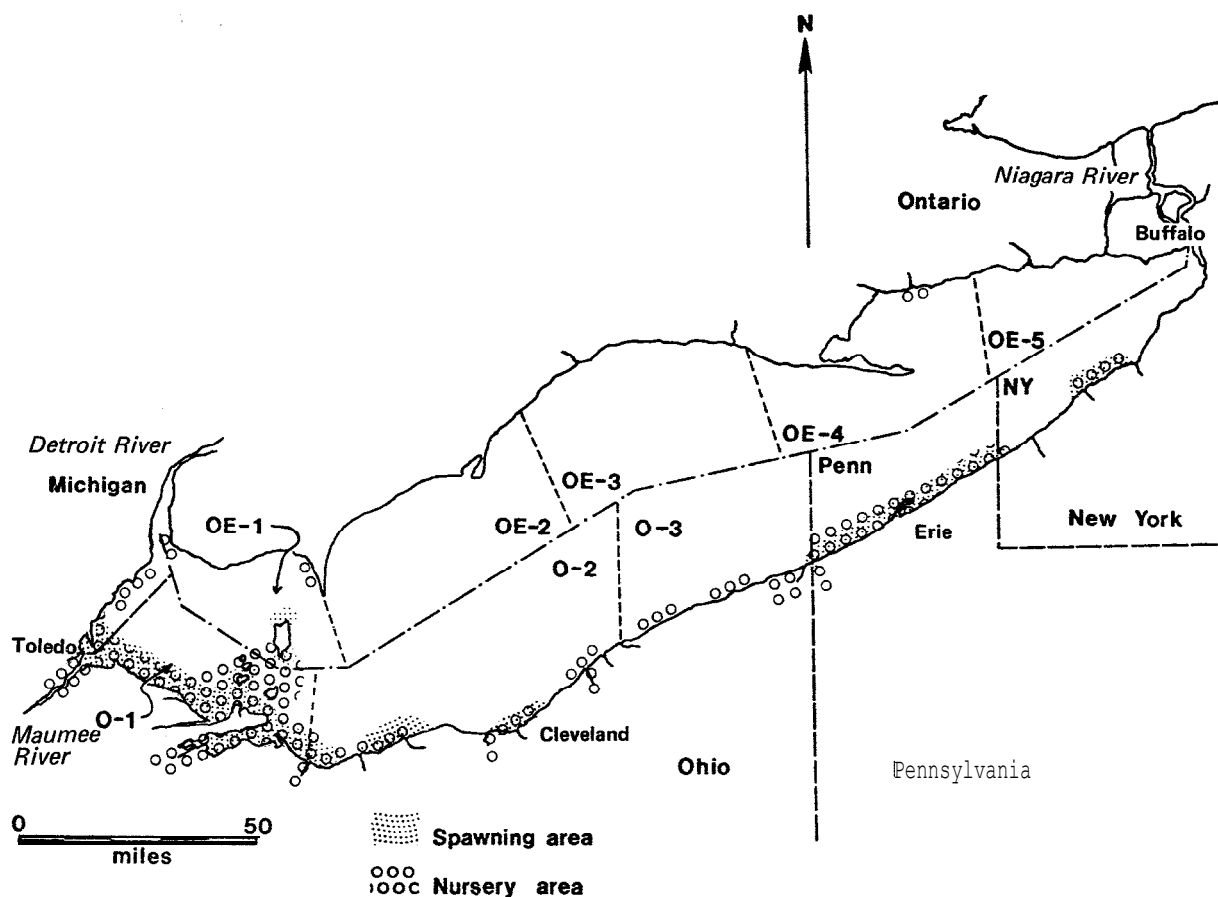 N
Niagara River
Ontario
Buffalo
OE-5
NY
Detroit River
Michigan
OE-4
Penn
OE-3
OE-1
OE-2
O-3
New York
Erie
O-2
Toledo
O-1
Maumee
River
Cleveland
Ohio
Pennsylvania
0 50
miles
Spawning area
Nursery area